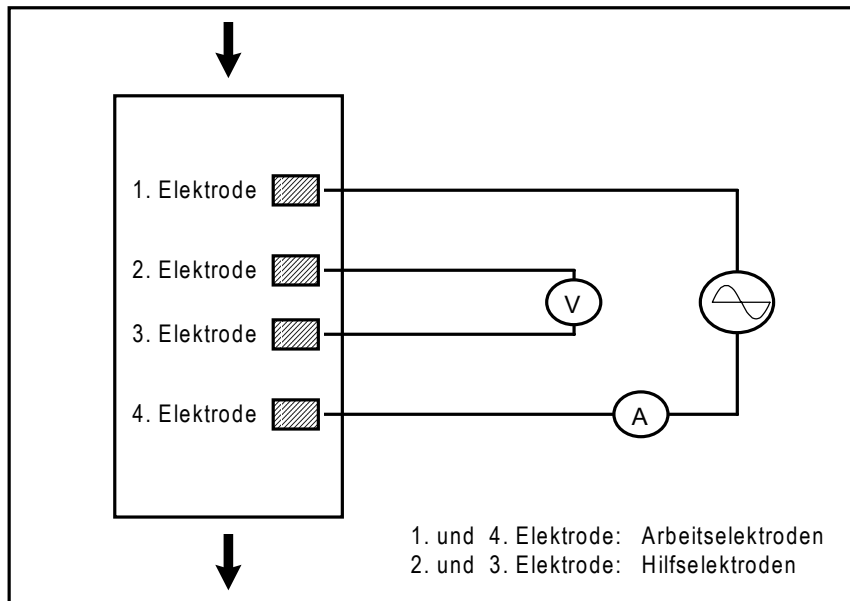 1. Elektrode
2. Elektrode
V
3. Elektrode
4. Elektrode
A
1. und 4. Elektrode: Arbeitselektroden
2. und 3. Elektrode: Hilfselektroden